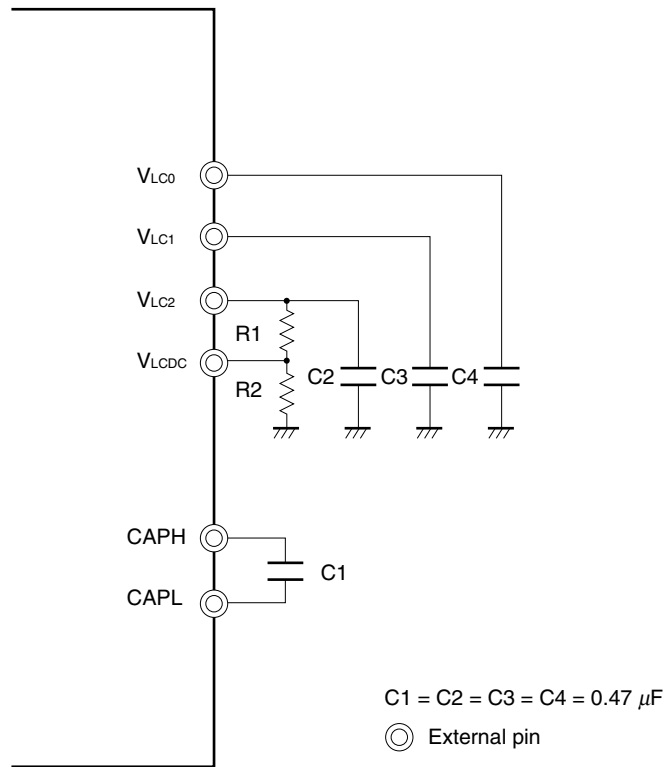 VLC0
VLC1
VLC2
R1
VLCDC
R2 C2 C3 C4
CAPH
C1
CAPL
C1 = C2 = C3 = C4 = 0.47 μF
External pin